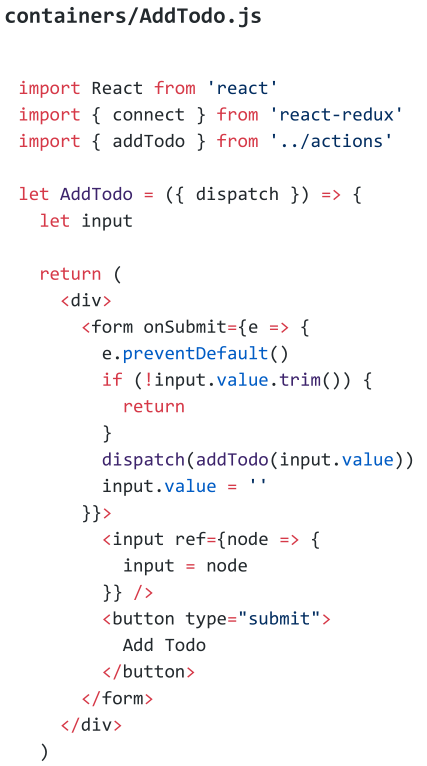 containers/AddTodo.js
import React from 'react'
import { connect } from 'react-redux'
import { addTodo } from '../actions'
let AddTodo = ({ dispatch }) => {
  let input
  return (
    <div>
      <form onSubmit={e => {
        e.preventDefault()
        if (!input.value.trim()) {
          return
        }
        dispatch(addTodo(input.value))
        input.value = ''
      }}>
        <input ref={node => {
          input = node
        }} />
        <button type="submit">
          Add Todo
        </button>
      </form>
    </div>
  )